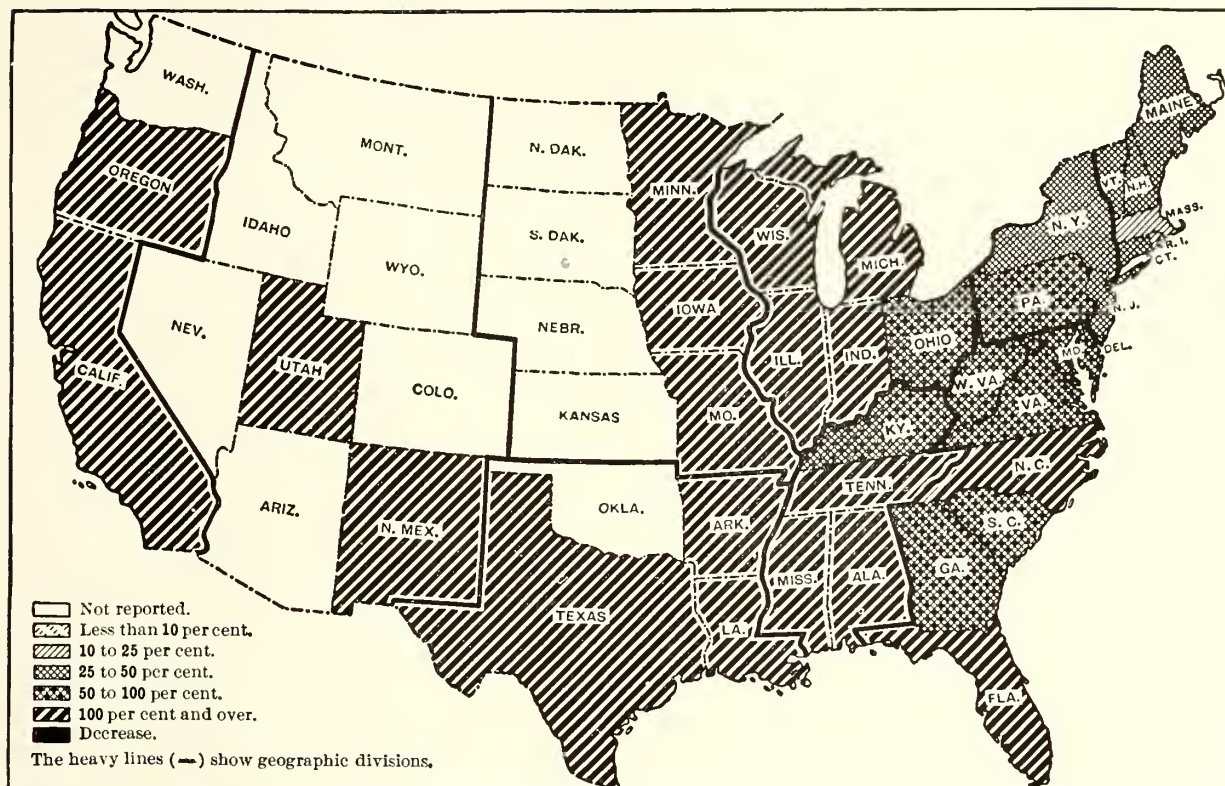 WASH.
MONT.
N. DAK.
MINN.
MAINE
OREGON
IDAHO
S. DAK.
WIS.
MICH.
VT.
N.H.
N.Y.
MASS.
R. I.
CT.
WYO.
NEBR.
IOWA
PA.
N. J.
NEV.
UTAH
COLO.
KANSAS
ILL.
IND.
OHIO
MD.
DEL.
W. VA.
VA.
CALIF.
MO.
KY.
N. C.
TENN.
ARIZ.
N. MEX.
OKLA.
ARK.
S. C.
GA.
MISS.
ALA.
TEXAS
LA.
FLA.
Not reported.
Less than 10 per cent.
10 to 25 per cent.
25 to 50 per cent.
50 to 100 per cent.
100 per cent and over.
Decrease.
The heavy lines (—) show geographic divisions.